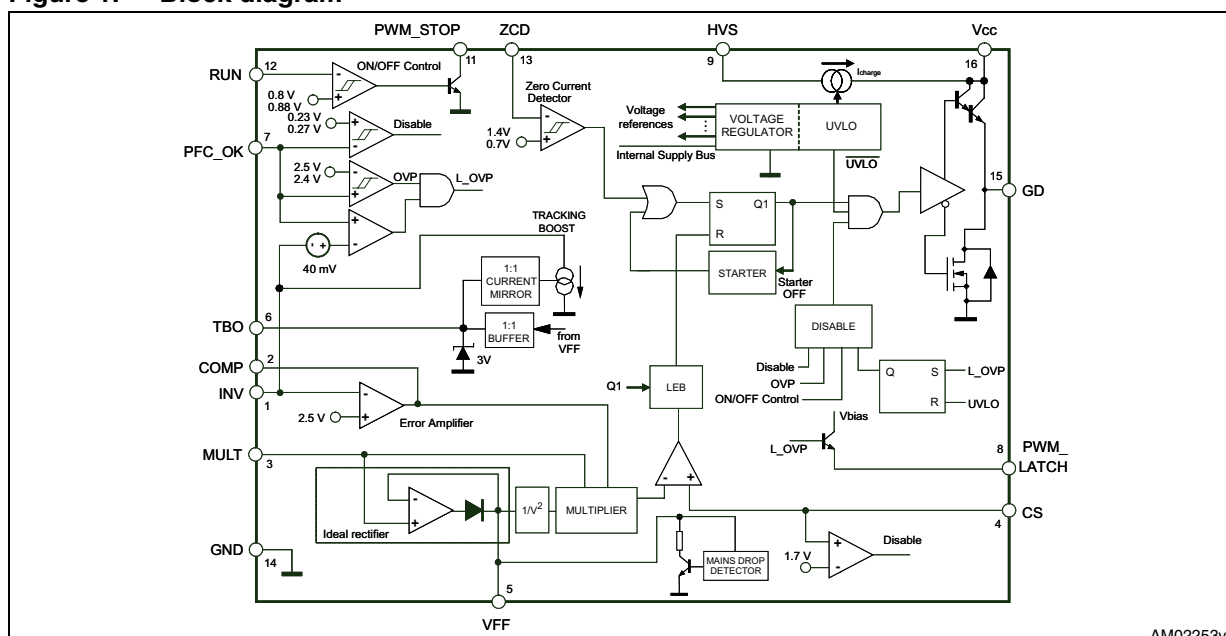 Figure 1. Block diagram
PWM_STOP
ZCD
HVS
Vcc
11
13
9
16
RUN
12
ON/OFF Control
Icharge
0.8 V
0.88 V
Zero Current
Detector
0.23 V
0.27 V
Disable
7
PFC_OK
1.4V
0.7V
Voltage
references
VOLTAGE
REGULATOR
UVLO
Internal Supply Bus
UVLO
2.5 V
2.4 V
OVP
L_OVP
15
GD
S
Q1
R
TRACKING
BOOST
40 mV
1:1
CURRENT
MIRROR
STARTER
Starter
OFF
6
TBO
1:1
BUFFER
from
VFF
3V
DISABLE
2
COMP
Disable
OVP
ON/OFF Control
Q
S
L_OVP
R
UVLO
INV
1
Q1
LEB
2.5 V
Error Amplifier
Vbias
L_OVP
8
PWM_
LATCH
MULT
3
Ideal rectifier
1/V2
MULTIPLIER
CS
4
1.7 V
Disable
MAINS DROP
DETECTOR
GND
14
5
VFF